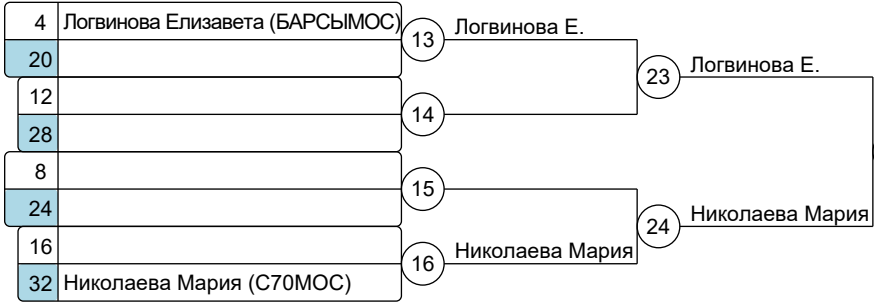 4 Логвинова Елизавета (БАРСЫМОС)
20
12
28
8
24
16
32 Николаева Мария (С70МОС)
13 Логвинова Е.
14
15
16 Николаева Мария
23 Логвинова Е.
24 Николаева Мария